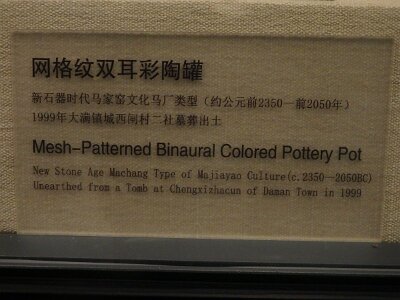 网格纹双耳彩陶罐
新石器时代马家窑文化马厂类型（约公元前2350—前2050年）
1999年大满镇城西闸村二社墓葬出土
Mesh-Patterned Binaural Colored Pottery Pot
New Stone Age Machang Type of Majiayao Culture(c.2350—2050BC)
Unearthed from a Tomb at Chengxizhacun of Daman Town in 1999